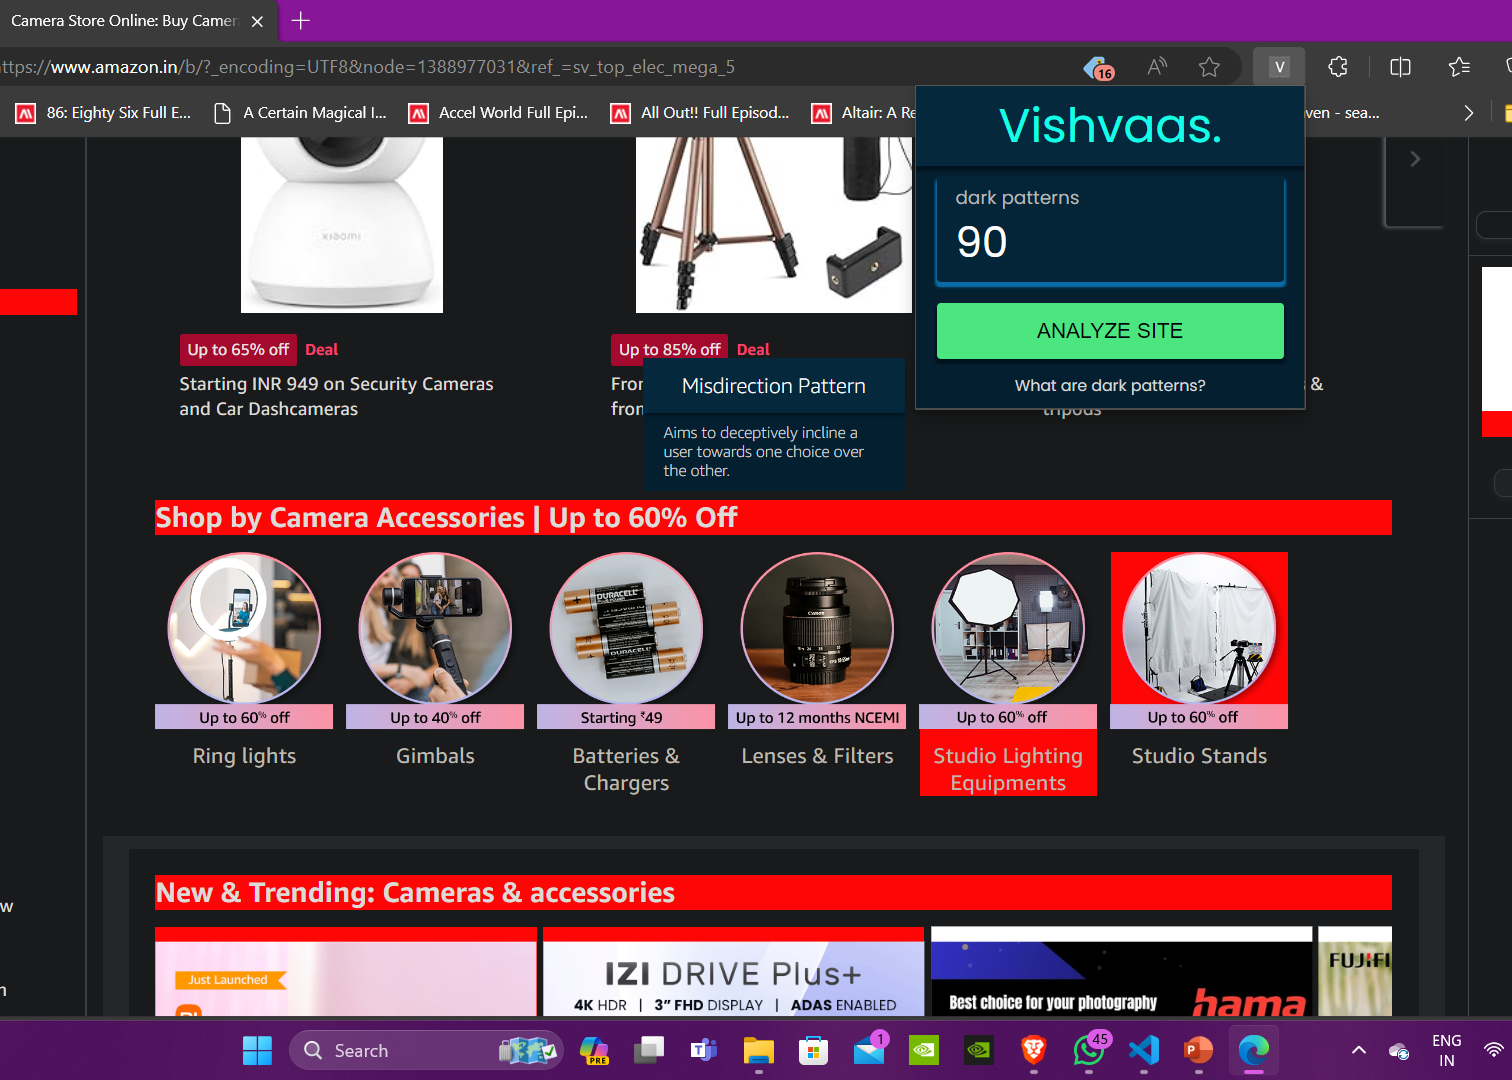 Camera Store Online: Buy Camer
ttps://www.amazon.in/b/?_encoding=UTF8&node=1388977031&ref_=sv_top_elec_mega_5
16
V
86: Eighty Six Full E...
A Certain Magical I...
Accel World Full Epi...
All Out!! Full Episod...
Altair: A Re
ven - sea...
Vishvaas.
dark patterns
90
ANALYZE SITE
What are dark patterns?
xiaomi
Up to 65% off Deal
Starting INR 949 on Security Cameras
and Car Dashcameras
Up to 85% off Deal
Fro
from
&
tripods
Misdirection Pattern
Aims to deceptively incline a
user towards one choice over
the other.
Shop by Camera Accessories | Up to 60% Off
DURACELL
DURACELL
Canon
Up to 60% off
Up to 40% off
Starting ₹49
Up to 12 months NCEMI
Up to 60% off
Up to 60% off
Ring lights
Gimbals
Batteries &
Chargers
Lenses & Filters
Studio Lighting
Equipments
Studio Stands
w
n
New & Trending: Cameras & accessories
Just Launched
IZI DRIVE Plus+
4K HDR | 3” FHD DISPLAY | ADAS ENABLED
Best choice for your photography
hama
FUJIFI
Search
PRE
T
1
45
P
ENG
IN